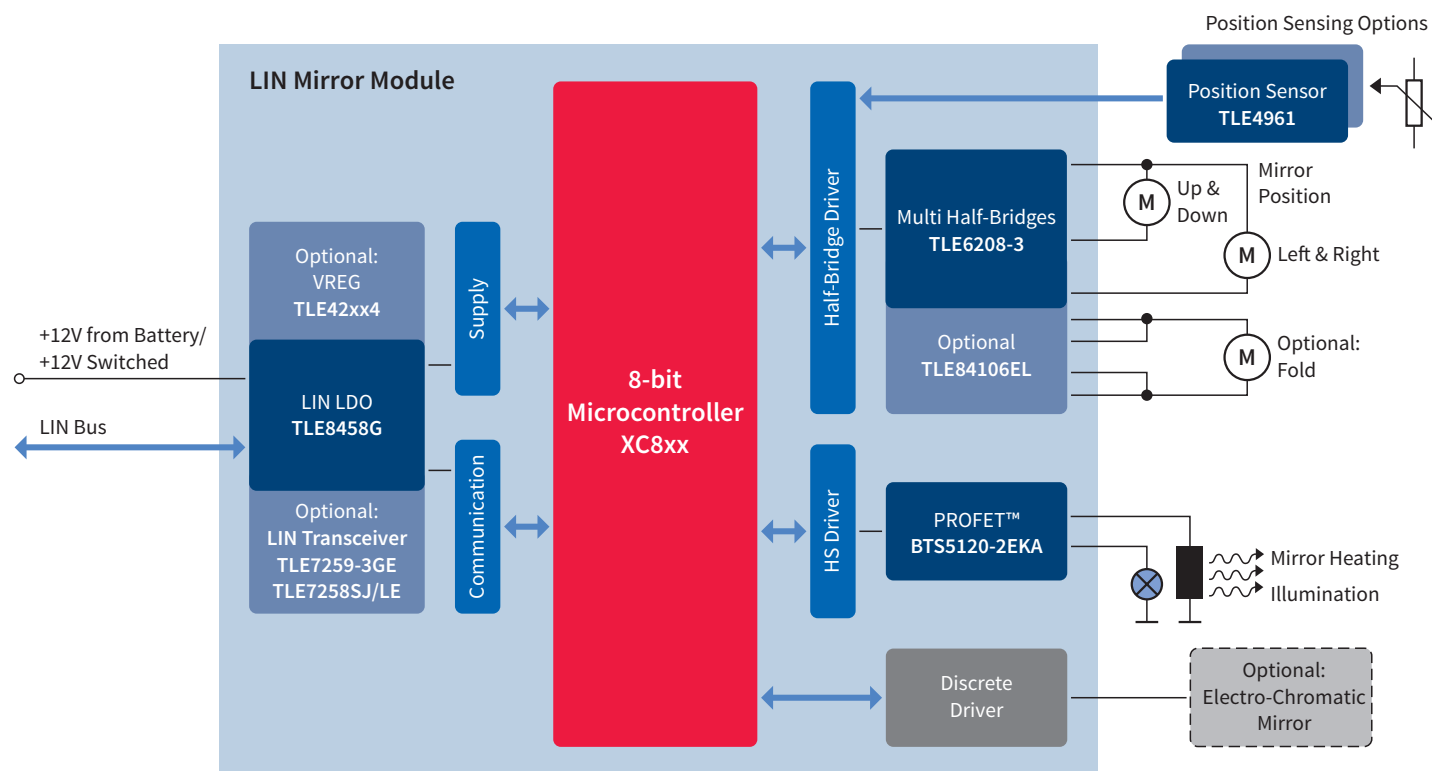 Position Sensing Options
LIN Mirror Module
Position Sensor
TLE4961
Optional:
VREG
TLE42xx4
+12V from Battery/
+12V Switched
LIN LDO
TLE8458G
LIN Bus
Optional:
LIN Transceiver
TLE7259-3GE
TLE7258SJ/LE
Supply
Communication
8-bit
Microcontroller
XC8xx
Half-Bridge Driver
HS Driver
Multi Half-Bridges
TLE6208-3
Optional
TLE84106EL
M
Up &
Down
Mirror
Position
M
Left & Right
M
Optional:
Fold
PROFET™
BTS5120-2EKA
Mirror Heating
Illumination
Discrete
Driver
Optional:
Electro-Chromatic
Mirror